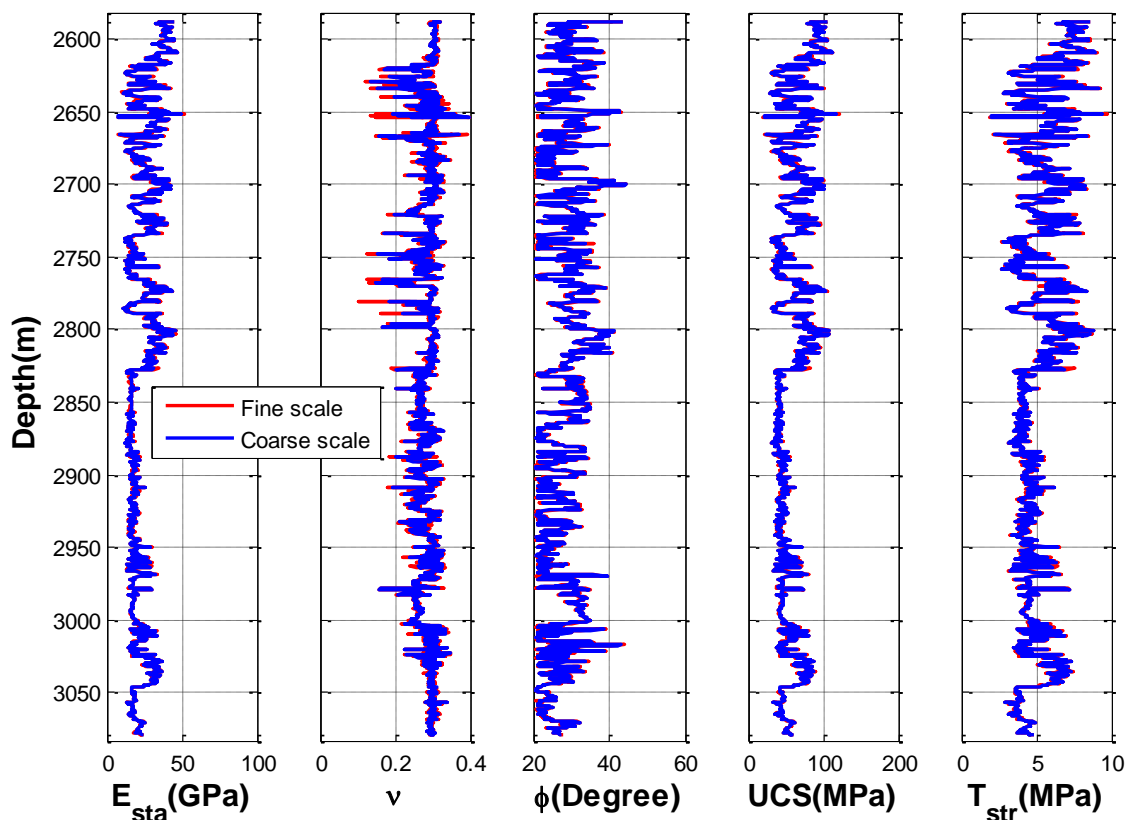 2600
2650
2700
2750
2800
2850
2900
2950
3000
3050
Depth(m)
Fine scale
Coarse scale
0 50 100
0 0.2 0.4
20 40 60
0 100 200
0 5 10
E_sta(GPa)
ν
ϕ(Degree)
UCS(MPa)
T_str(MPa)